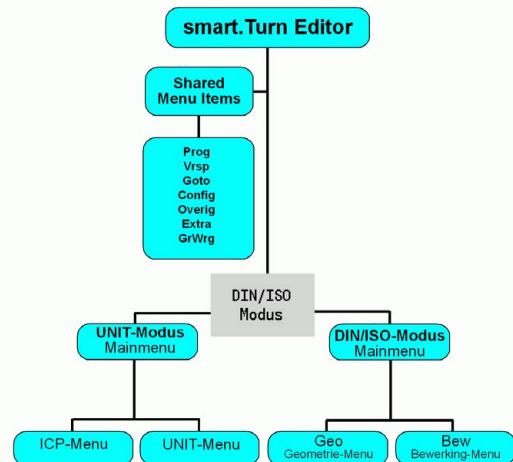 smart.Turn Editor
Shared
Menu Items
Prog
Vrsp
Goto
Config
Overig
Extra
GrWrg
DIN/ISO
Modus
UNIT-Modus
Mainmenu
DIN/ISO-Modus
Mainmenu
ICP-Menu
UNIT-Menu
Geo
Geometrie-Menu
Bew
Bewerking-Menu